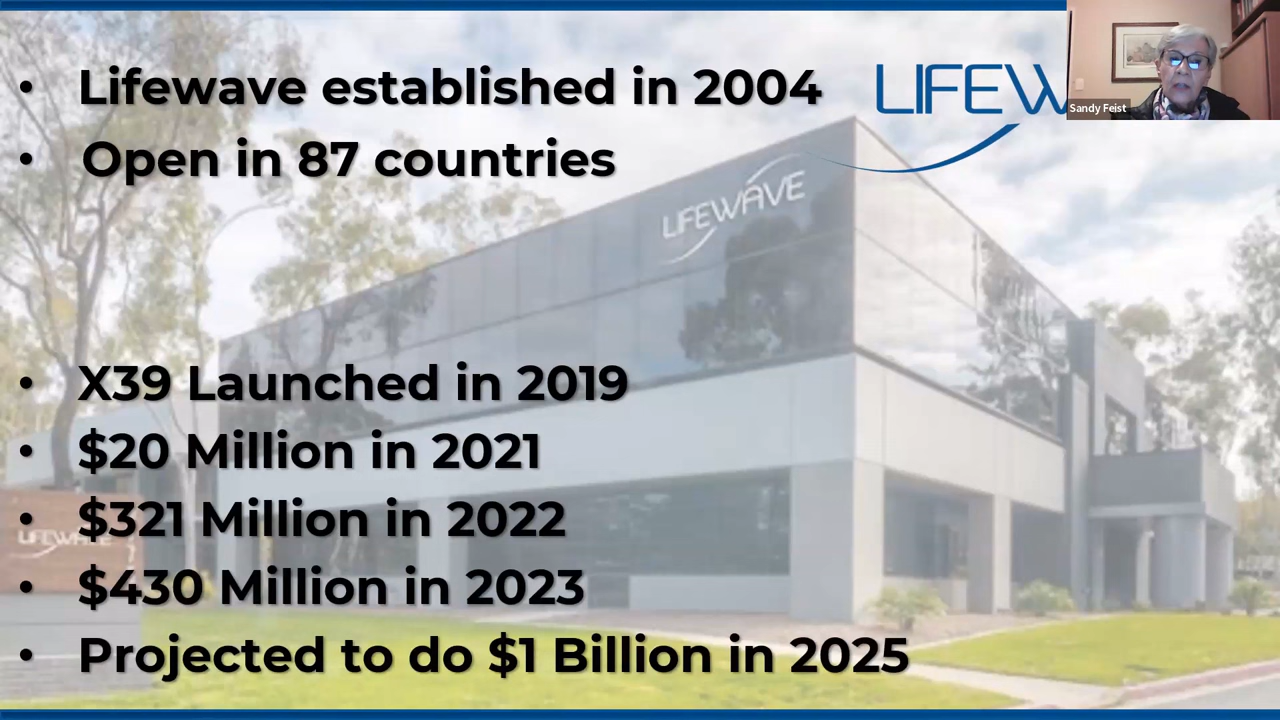 • Lifewave established in 2004
LIFEW
Sandy Feist
• Open in 87 countries
LIFEWAVE
• X39 Launched in 2019
• $20 Million in 2021
• $321 Million in 2022
LIFEWAVE
• $430 Million in 2023
• Projected to do $1 Billion in 2025